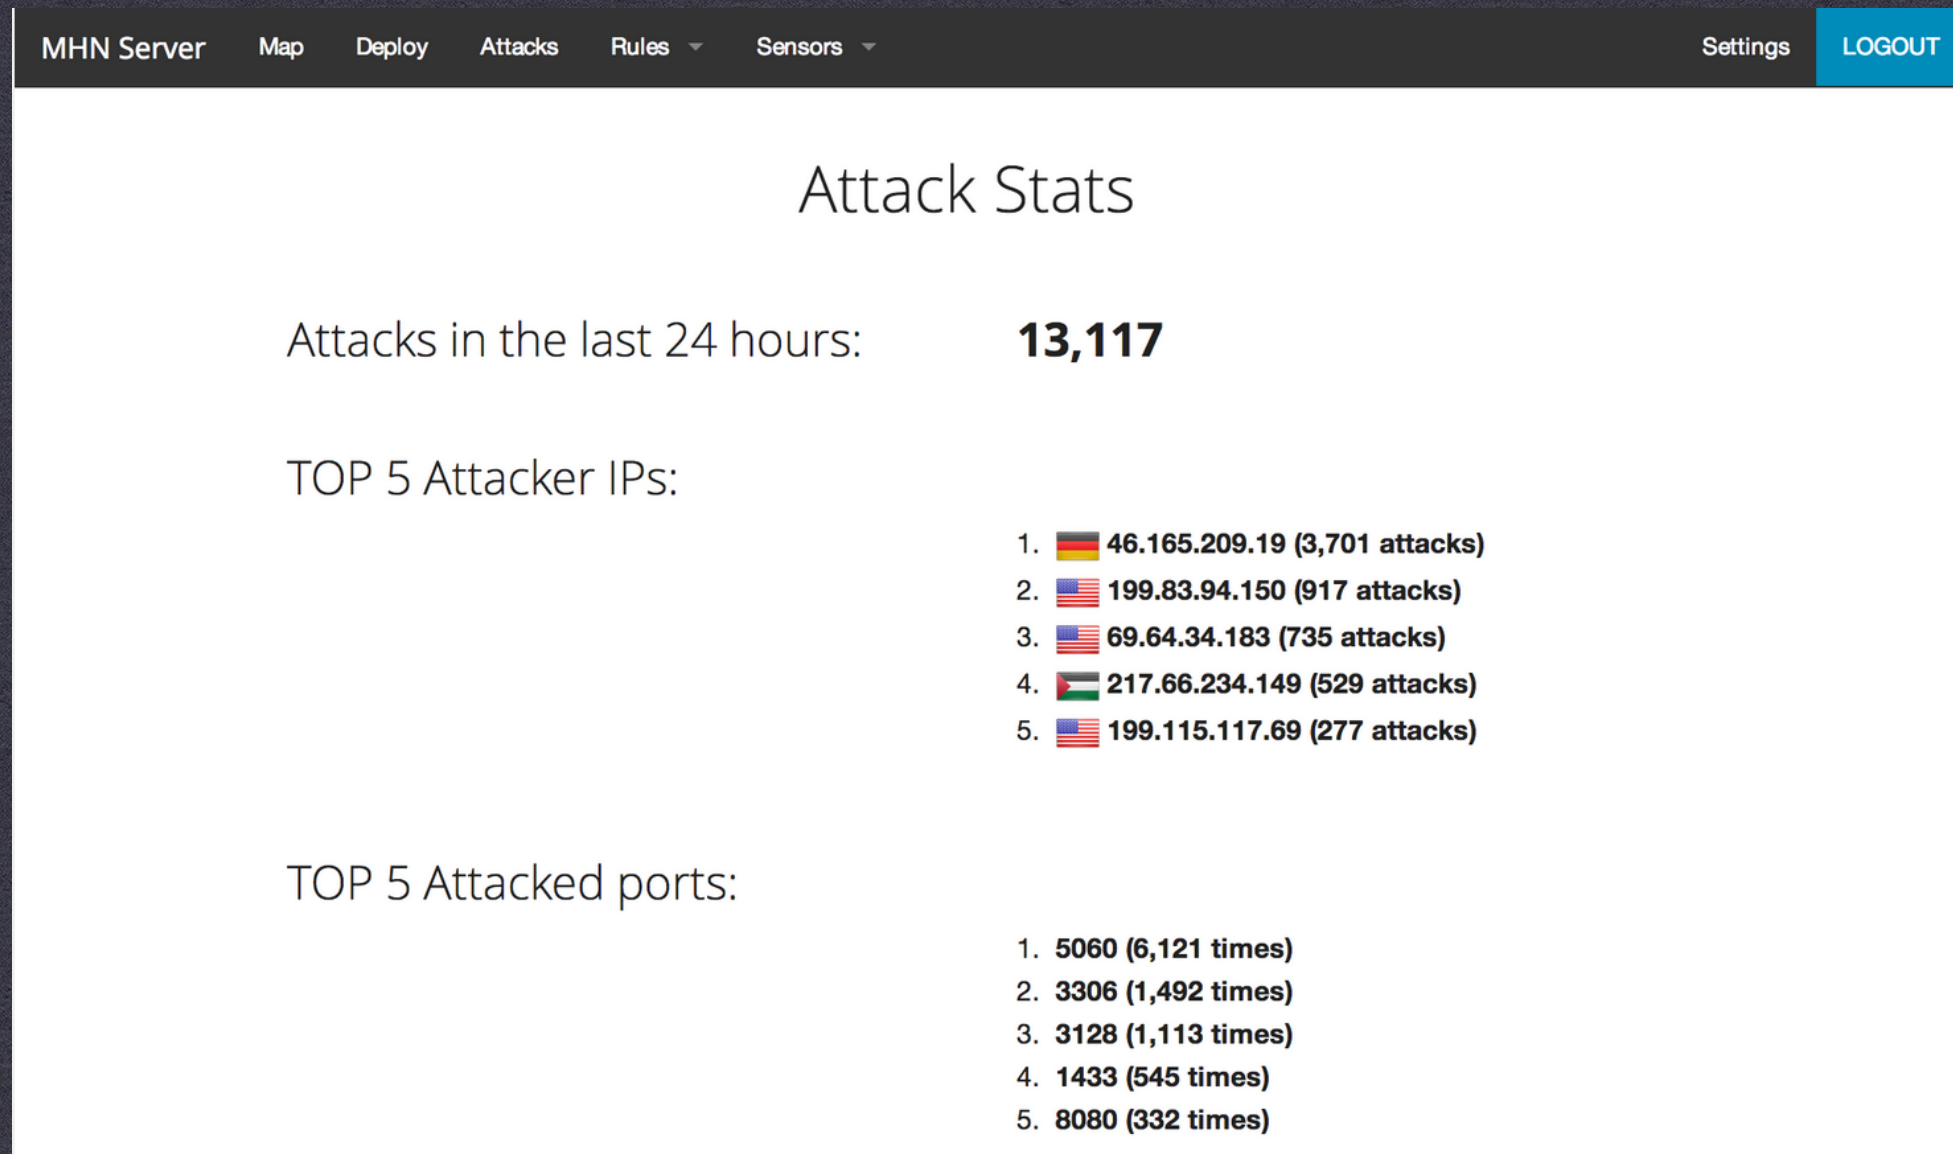 MHN Server Map Deploy Attacks Rules Sensors Settings LOGOUT
Attack Stats
Attacks in the last 24 hours: 13,117
TOP 5 Attacker IPs:
1. 46.165.209.19 (3,701 attacks)
2. 199.83.94.150 (917 attacks)
3. 69.64.34.183 (735 attacks)
4. 217.66.234.149 (529 attacks)
5. 199.115.117.69 (277 attacks)
TOP 5 Attacked ports:
1. 5060 (6,121 times)
2. 3306 (1,492 times)
3. 3128 (1,113 times)
4. 1433 (545 times)
5. 8080 (332 times)